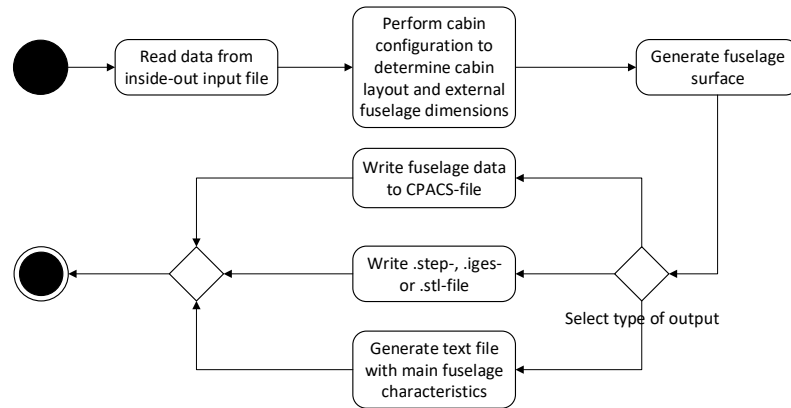 Read data from
inside-out input file
Perform cabin
configuration to
determine cabin
layout and external
fuselage dimensions
Generate fuselage
surface
Write fuselage data
to CPACS-file
Write .step-, .iges-
or .stl-file
Select type of output
Generate text file
with main fuselage
characteristics